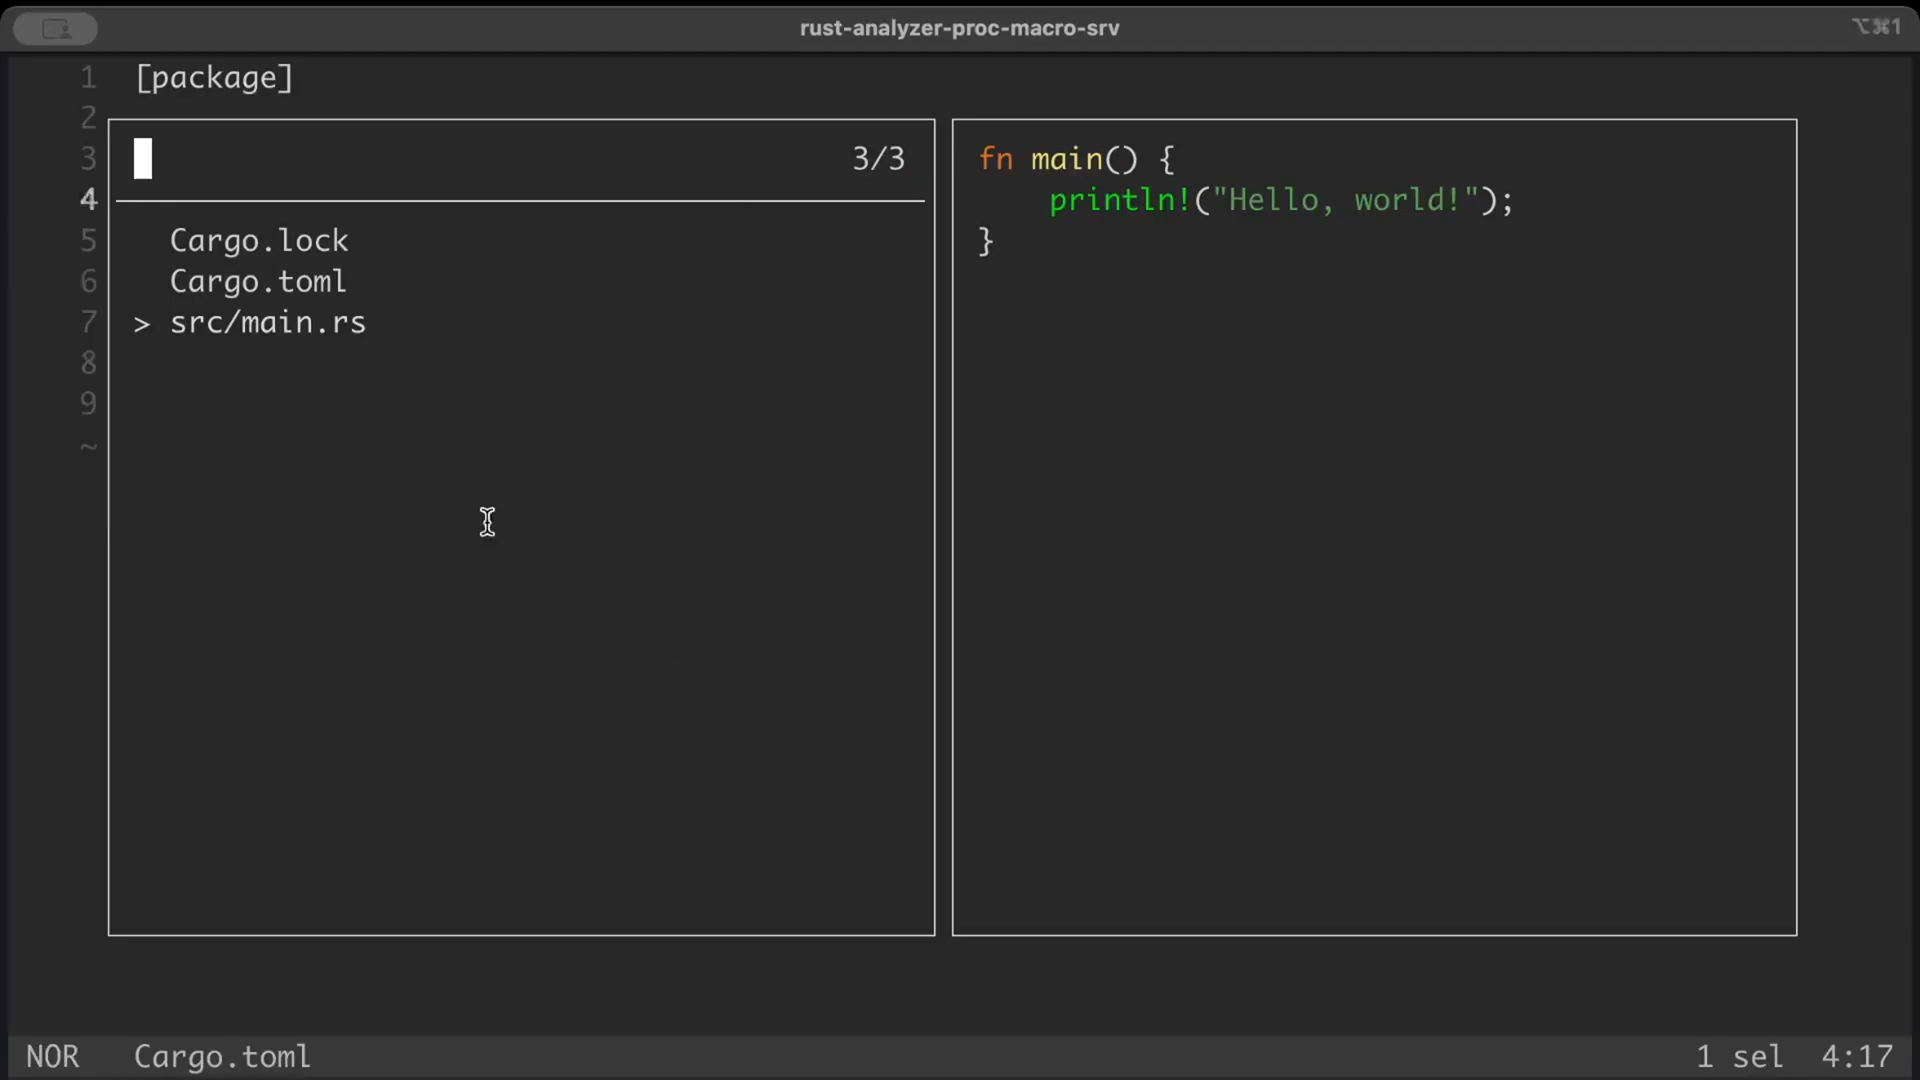 rust-analyzer-proc-macro-srv
⌥⌘1
1 [package]
2
3
4
5
6
7
8
9
~
3/3
Cargo.lock
Cargo.toml
> src/main.rs
fn main() {
    println!("Hello, world!");
}
NOR Cargo.toml 1 sel 4:17